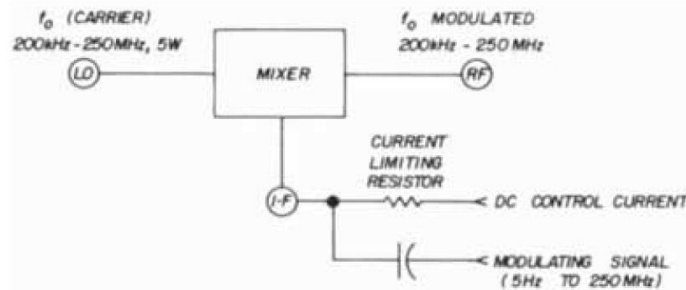 f₀ (CARRIER)
200kHz-250MHz, 5W
LO
MIXER
f₀ MODULATED
200kHz - 250 MHz
RF
CURRENT
LIMITING
RESISTOR
I-F
DC CONTROL CURRENT
MODULATING SIGNAL
(5Hz TO 250MHz)